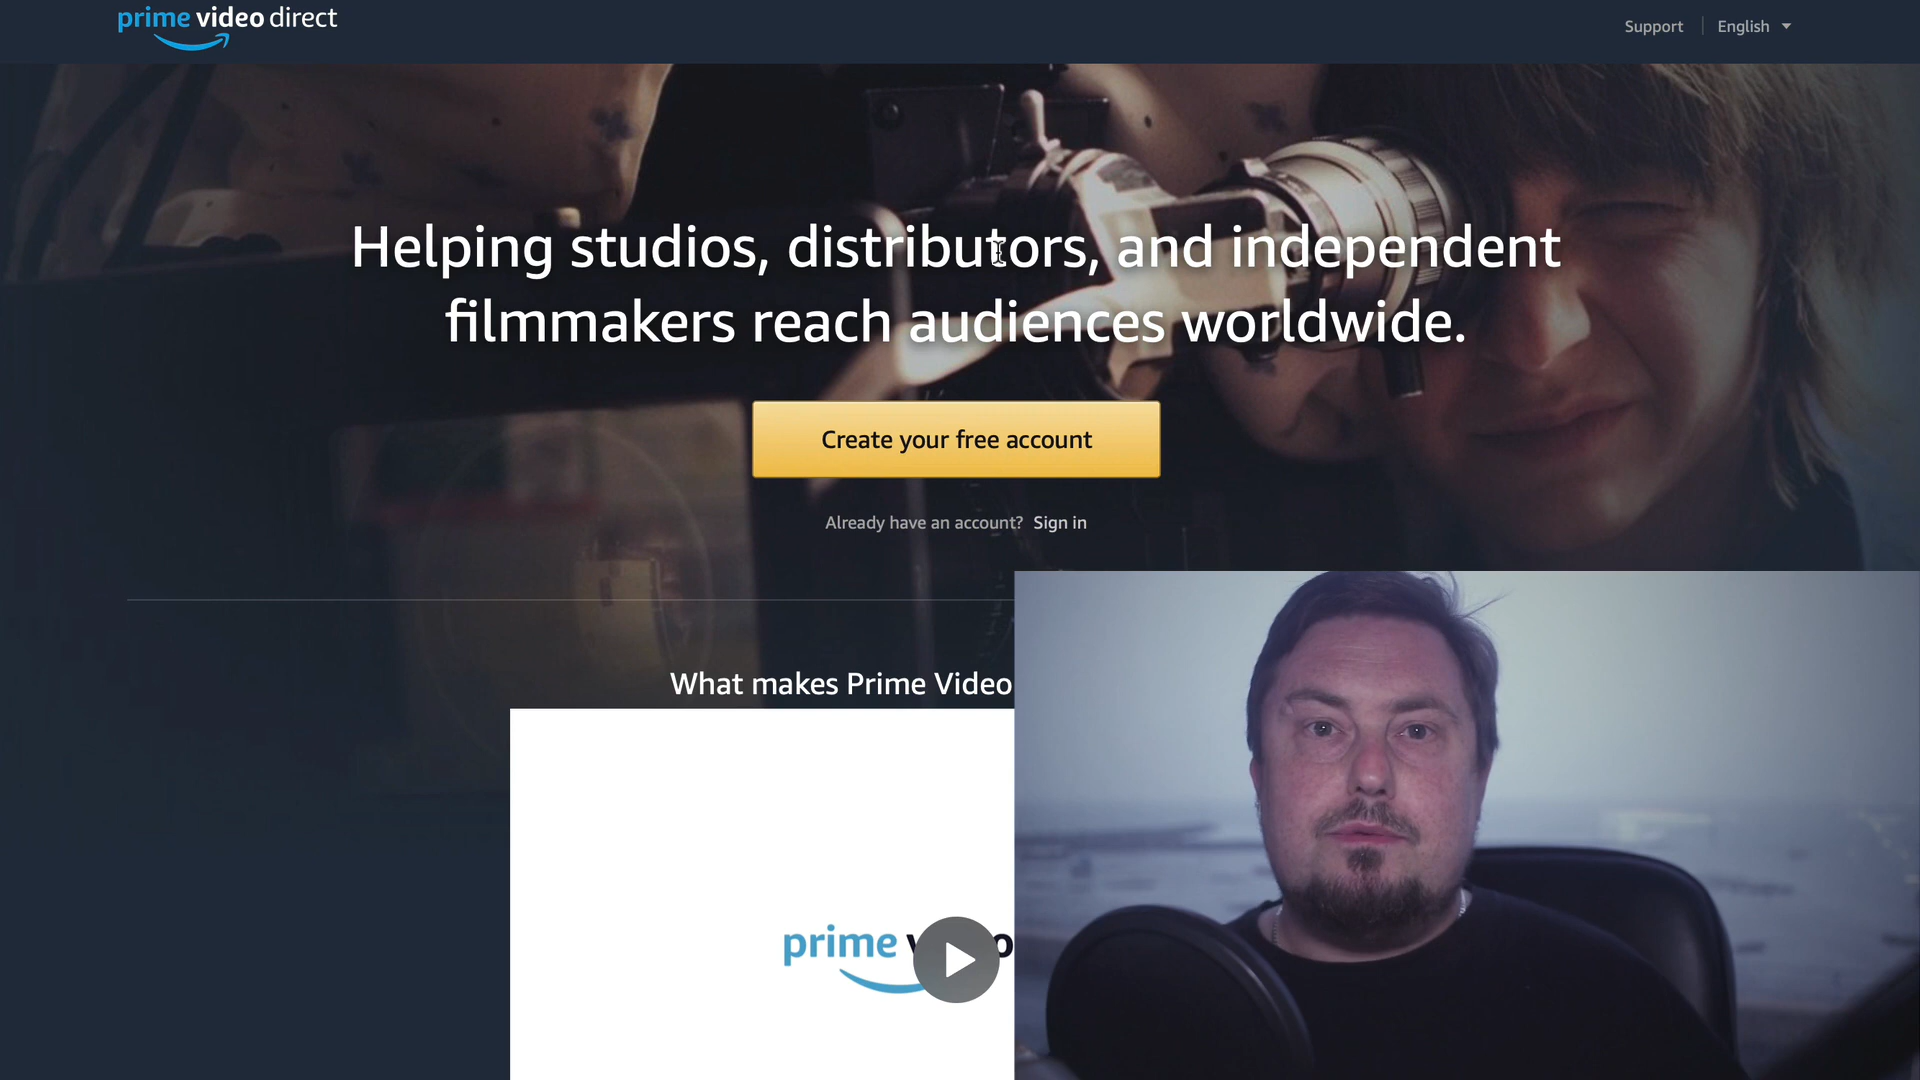 prime video direct
Support
English
Helping studios, distributors, and independent
filmmakers reach audiences worldwide.
Create your free account
Already have an account? Sign in
What makes Prime Video
prime